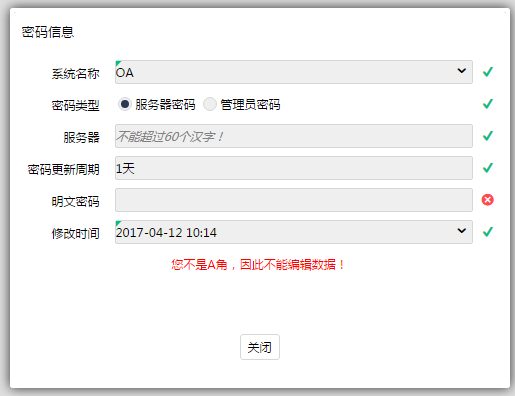 密码信息
系统名称 OA
密码类型 服务器密码 管理员密码
服务器 不能超过60个汉字！
密码更新周期 1天
明文密码
修改时间 2017-04-12 10:14
您不是A角，因此不能编辑数据！
关闭